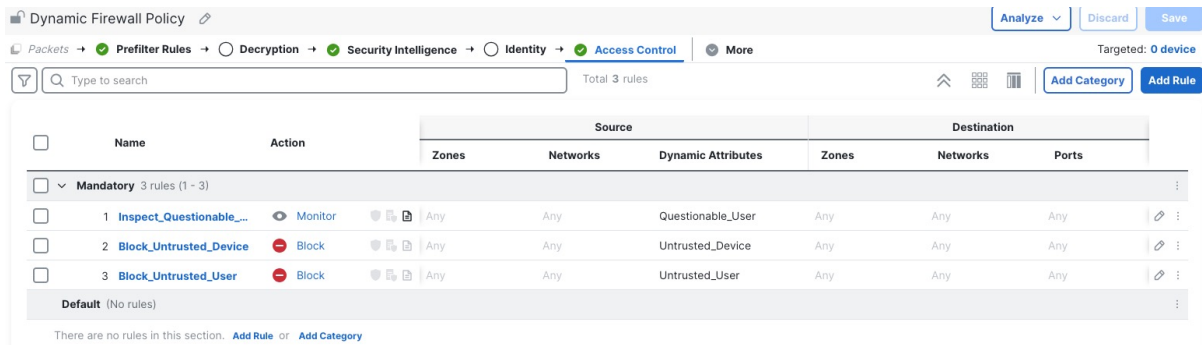 Dynamic Firewall Policy
Analyze
Discard
Save
Packets → Prefilter Rules → Decryption → Security Intelligence → Identity → Access Control More
Targeted: 0 device
Type to search
Total 3 rules
Add Category
Add Rule
Source Destination
Name Action Zones Networks Dynamic Attributes Zones Networks Ports
Mandatory 3 rules (1 - 3)
1 Inspect_Questionable_... Monitor Any Any Questionable_User Any Any Any
2 Block_Untrusted_Device Block Any Any Untrusted_Device Any Any Any
3 Block_Untrusted_User Block Any Any Untrusted_User Any Any Any
Default (No rules)
There are no rules in this section. Add Rule or Add Category